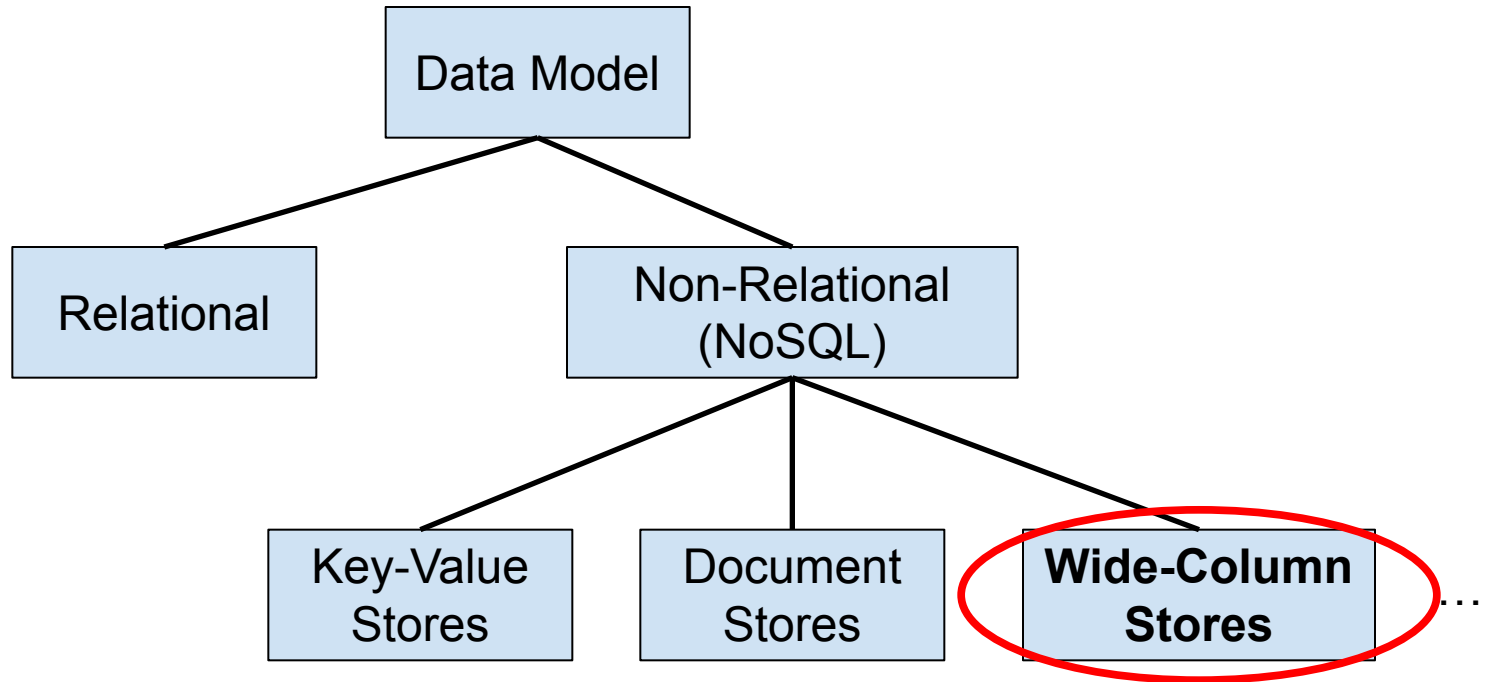 Data Model
Relational
Non-Relational
(NoSQL)
Key-Value
Stores
Document
Stores
Wide-Column
Stores
...